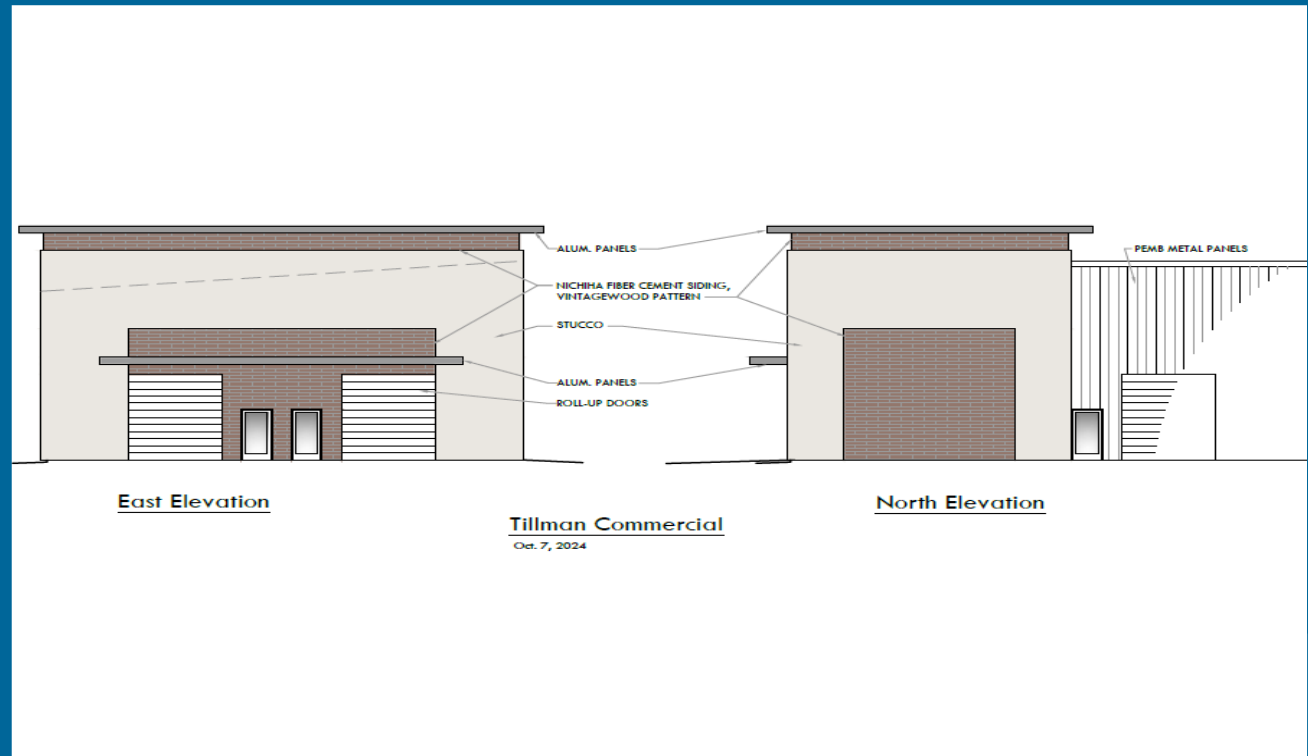 ALUM. PANELS
PEMB METAL PANELS
NICHIHA FIBER CEMENT SIDING,
VINTAGEWOOD PATTERN
STUCCO
ALUM. PANELS
ROLL-UP DOORS
East Elevation
North Elevation
Tillman Commercial
Oct. 7, 2024